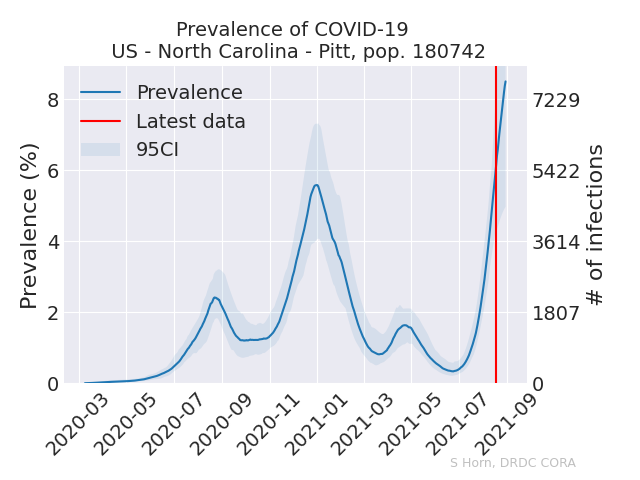 Prevalence of COVID-19
US - North Carolina - Pitt, pop. 180742
Prevalence (%)
8
6
4
2
0
Prevalence
Latest data
95CI
7229
5422
3614
1807
0
# of infections
2020-03
2020-05
2020-07
2020-09
2020-11
2021-01
2021-03
2021-05
2021-07
2021-09
S Horn, DRDC CORA